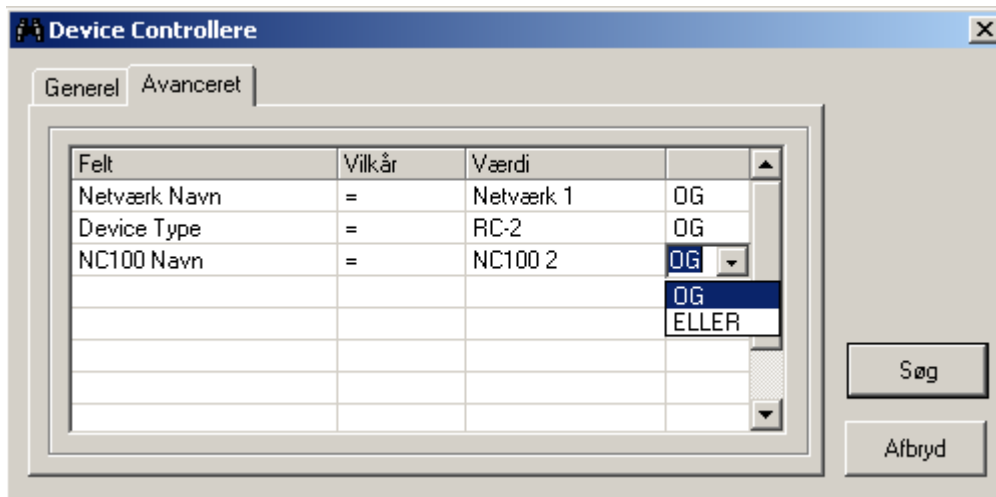 Device Controllere
Generel Avanceret
Felt Vilkår Værdi
Netværk Navn = Netværk 1 OG
Device Type = RC-2 OG
NC100 Navn = NC100 2 OG
OG
ELLER
Søg
Afbryd